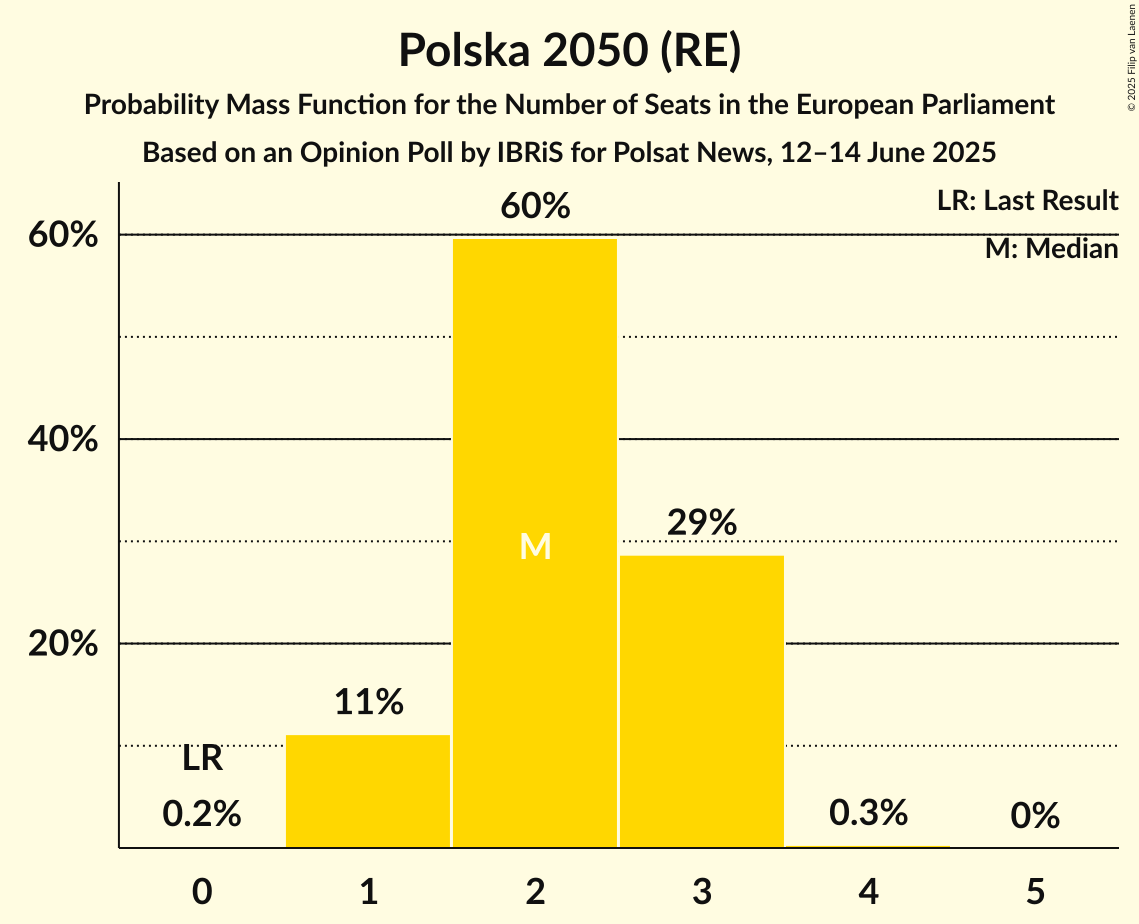 Polska 2050 (RE)
Probability Mass Function for the Number of Seats in the European Parliament
Based on an Opinion Poll by IBRiS for Polsat News, 12–14 June 2025
© 2025 Filip van Laenen
LR: Last Result
M: Median
60%
40%
20%
LR
0.2%
11%
60%
M
29%
0.3%
0%
0 1 2 3 4 5